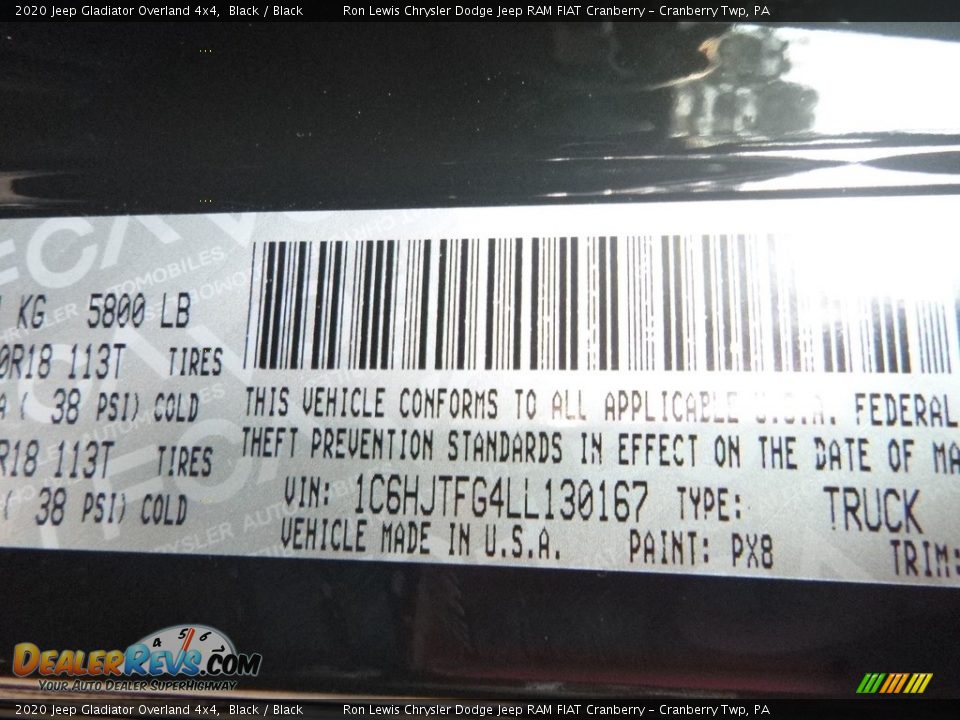 2020 Jeep Gladiator Overland 4x4, Black / Black Ron Lewis Chrysler Dodge Jeep RAM FIAT Cranberry - Cranberry Twp, PA
KG 5800 LB
0R18 113T TIRES
( 38 PSI) COLD
R18 113T TIRES
( 38 PSI) COLD
THIS VEHICLE CONFORMS TO ALL APPLICABLE U.S.A. FEDERAL
THEFT PREVENTION STANDARDS IN EFFECT ON THE DATE OF MA
VIN: 1C6HJTFG4LL130167 TYPE: TRUCK
VEHICLE MADE IN U.S.A. PAINT: PX8 TRIM:
4 5 6
DealerRevs.com
Your Auto Dealer SuperHighway
2020 Jeep Gladiator Overland 4x4, Black / Black Ron Lewis Chrysler Dodge Jeep RAM FIAT Cranberry - Cranberry Twp, PA